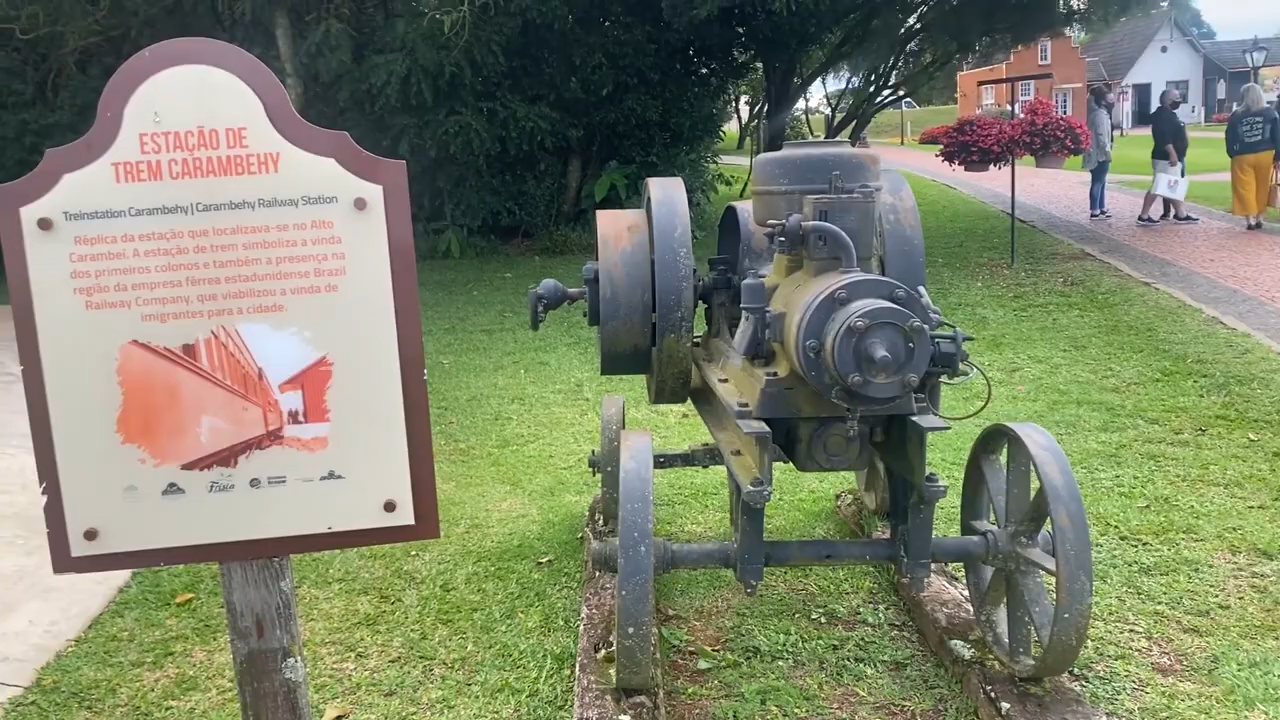 ESTAÇÃO DE
TREM CARAMBEHY
Treinstation Carambehy | Carambehy Railway Station
Réplica da estação que localizava-se no Alto
Carambeí. A estação de trem simboliza a vinda
dos primeiros colonos e também a presença na
região da empresa férrea estadunidense Brazil
Railway Company, que viabilizou a vinda de
imigrantes para a cidade.
Frísia